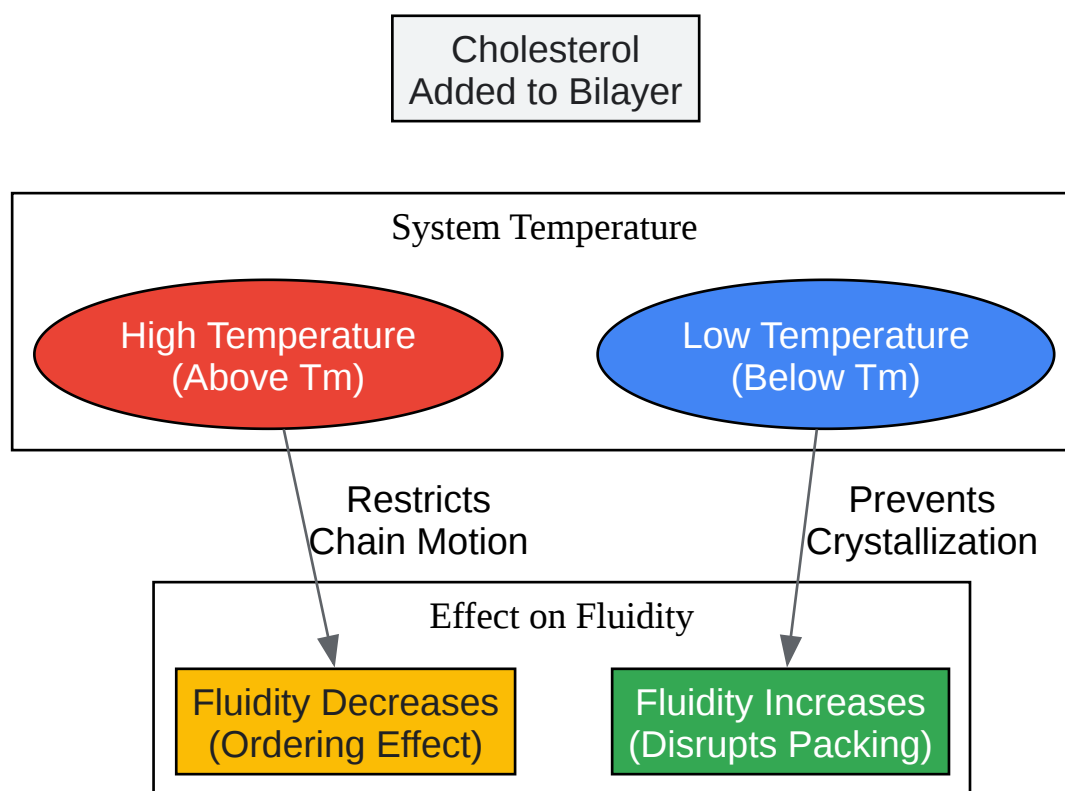 Cholesterol
Added to Bilayer
System Temperature
High Temperature
(Above Tm)
Low Temperature
(Below Tm)
Restricts
Chain Motion
Prevents
Crystallization
Effect on Fluidity
Fluidity Decreases
(Ordering Effect)
Fluidity Increases
(Disrupts Packing)